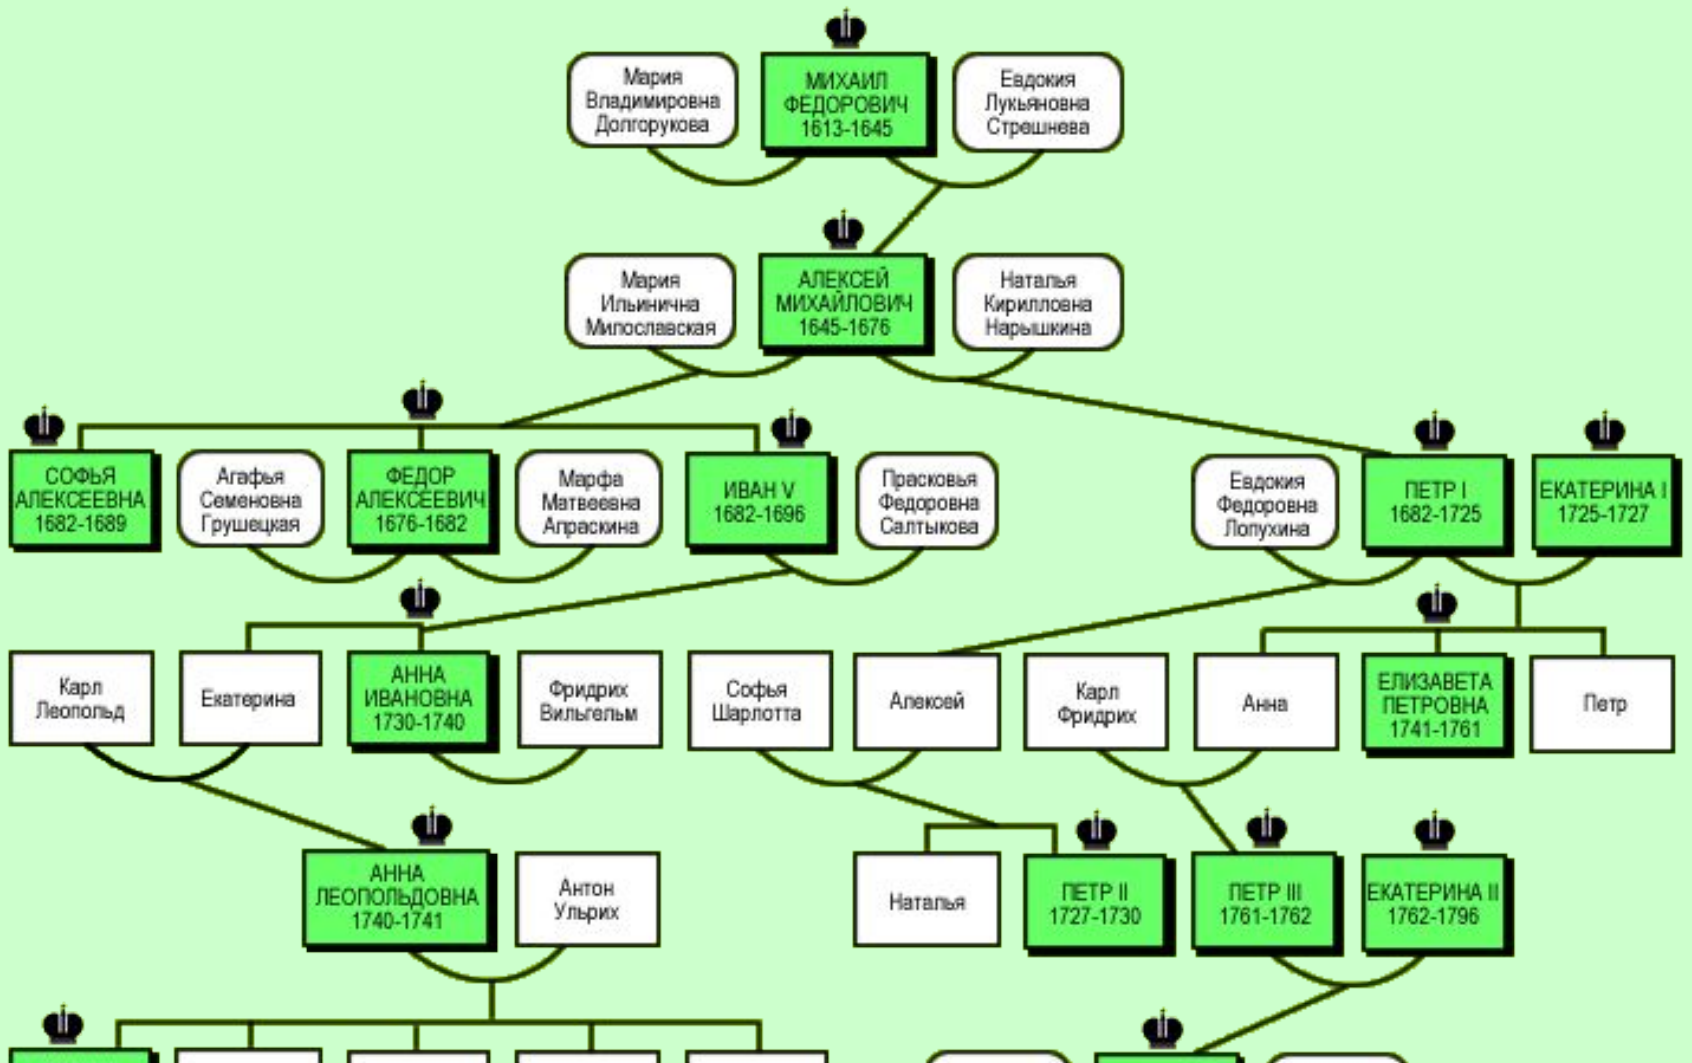 Мария
Владимировна
Долгорукова
МИХАИЛ
ФЕДОРОВИЧ
1613-1645
Евдокия
Лукьяновна
Стрешнева
Мария
Ильинична
Милославская
АЛЕКСЕЙ
МИХАЙЛОВИЧ
1645-1676
Наталья
Кирилловна
Нарышкина
СОФЬЯ
АЛЕКСЕЕВНА
1682-1689
Агафья
Семеновна
Грушецкая
ФЕДОР
АЛЕКСЕЕВИЧ
1676-1682
Марфа
Матвеевна
Апраскина
ИВАН V
1682-1696
Прасковья
Федоровна
Салтыкова
Евдокия
Федоровна
Лопухина
ПЕТР I
1682-1725
ЕКАТЕРИНА I
1725-1727
Карл
Леопольд
Екатерина
АННА
ИВАНОВНА
1730-1740
Фридрих
Вильгельм
Софья
Шарлотта
Алексей
Карл
Фридрих
Анна
ЕЛИЗАВЕТА
ПЕТРОВНА
1741-1761
Петр
АННА
ЛЕОПОЛЬДОВНА
1740-1741
Антон
Ульрих
Наталья
ПЕТР II
1727-1730
ПЕТР III
1761-1762
ЕКАТЕРИНА II
1762-1796